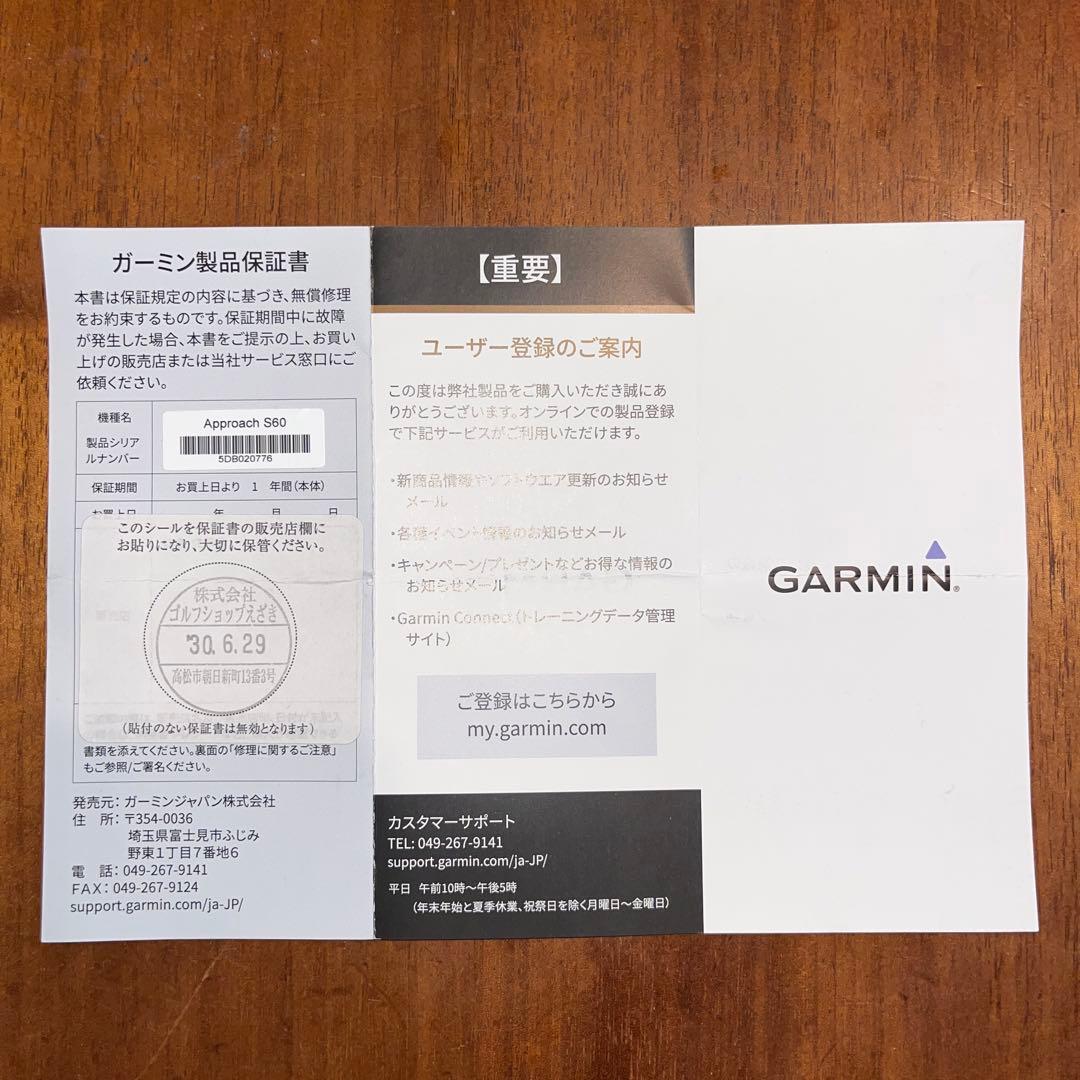 ガーミン製品保証書
本書は保証規定の内容に基づき、無償修理
をお約束するものです。保証期間中に故障
が発生した場合、本書をご提示の上、お買い
上げの販売店または当社サービス窓口にご
依頼ください。
機種名
製品シリア
ルナンバー
Approach S60
5DB020776
保証期間
お買上日より 1 年間(本体)
お買上日
年 月 日
このシールを保証書の販売店欄に
お貼りになり、大切に保管ください。
株式会社
ゴルフショップえざき
'30.6.29
高松市朝日新町13番3号
(貼付のない保証書は無効となります)
書類を添えてください。裏面の「修理に関するご注意」
もご参照/ご署名ください。
発売元：ガーミンジャパン株式会社
住 所：〒354-0036
埼玉県富士見市ふじみ
野東1丁目7番地6
電 話：049-267-9141
FAX：049-267-9124
support.garmin.com/ja-JP/
【重要】
ユーザー登録のご案内
この度は弊社製品をご購入いただき誠にあ
りがとうございます。オンラインでの製品登録
で下記サービスがご利用いただけます。
・新商品情報やソフトウエア更新のお知らせ
メール
・各種イベント情報のお知らせメール
・キャンペーン/プレゼントなどお得な情報の
お知らせメール
・Garmin Connect(トレーニングデータ管理
サイト)
ご登録はこちらから
my.garmin.com
カスタマーサポート
TEL: 049-267-9141
support.garmin.com/ja-JP/
平日 午前10時～午後5時
(年末年始と夏季休業、祝祭日を除く月曜日～金曜日)
GARMIN®